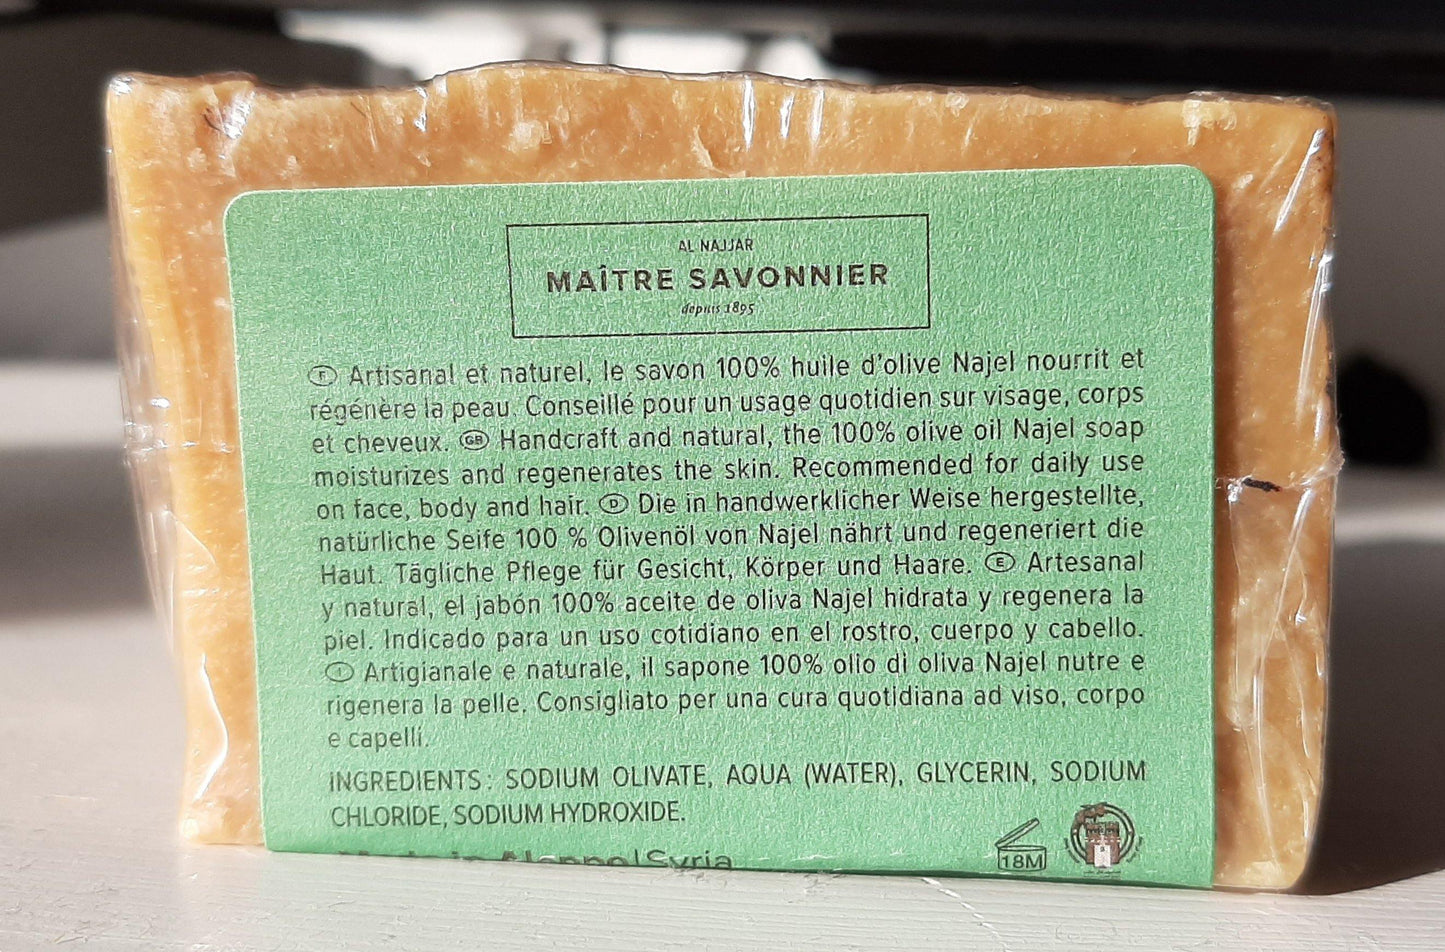 AL NAJJAR
MAÎTRE SAVONNIER
depuis 1895
F Artisanal et naturel, le savon 100% huile d'olive Najel nourrit et
régénère la peau. Conseillé pour un usage quotidien sur visage, corps
et cheveux. GB Handcraft and natural, the 100% olive oil Najel soap
moisturizes and regenerates the skin. Recommended for daily use
on face, body and hair. D Die in handwerklicher Weise hergestellte,
natürliche Seife 100 % Olivenöl von Najel nährt und regeneriert die
Haut. Tägliche Pflege für Gesicht, Körper und Haare. E Artesanal
y natural, el jabón 100% aceite de oliva Najel hidrata y regenera la
piel. Indicado para un uso cotidiano en el rostro, cuerpo y cabello.
I Artigianale e naturale, il sapone 100% olio di oliva Najel nutre e
rigenera la pelle. Consigliato per una cura quotidiana ad viso, corpo
e capelli.
INGREDIENTS: SODIUM OLIVATE, AQUA (WATER), GLYCERIN, SODIUM
CHLORIDE, SODIUM HYDROXIDE.
Made in Aleppo | Syria
18M